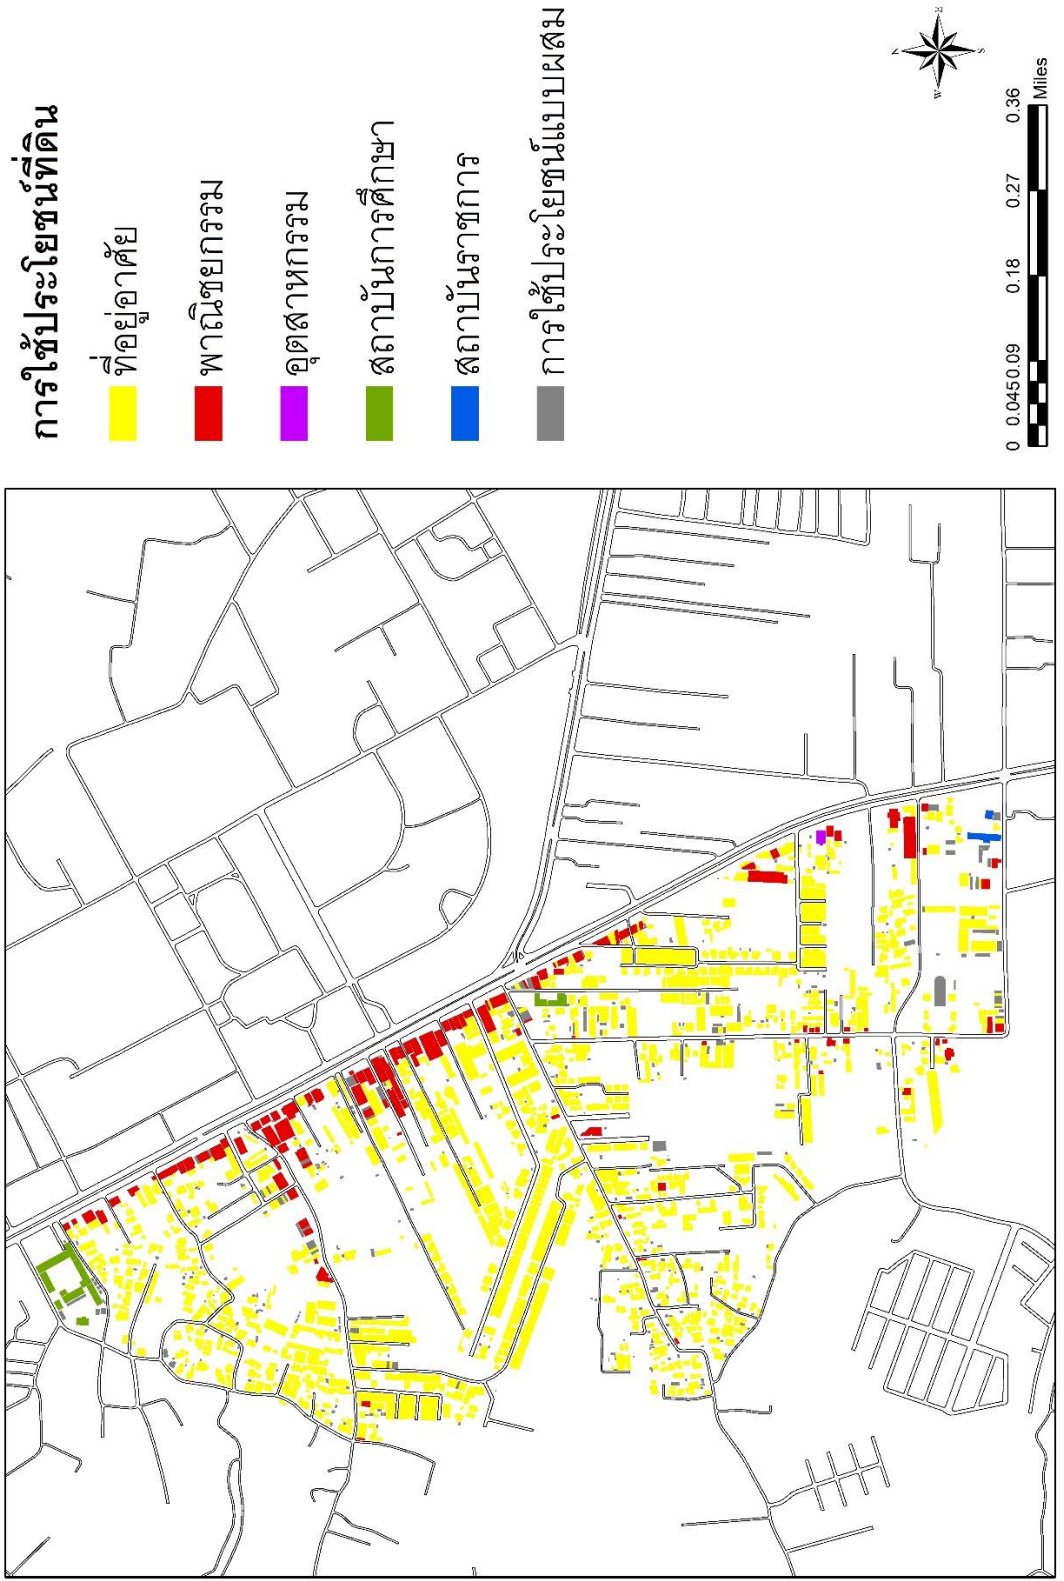 การใช้ประโยชน์ที่ดิน
ที่อยู่อาศัย
พาณิชยกรรม
อุตสาหกรรม
สถาบันการศึกษา
สถาบันราชการ
การใช้ประโยชน์แบบผสม
N
E
S
W
0 0.045 0.09 0.18 0.27 0.36
Miles